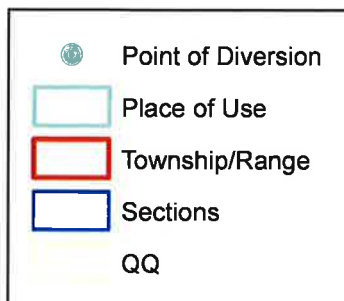 Point of Diversion
Place of Use
Township/Range
Sections
QQ